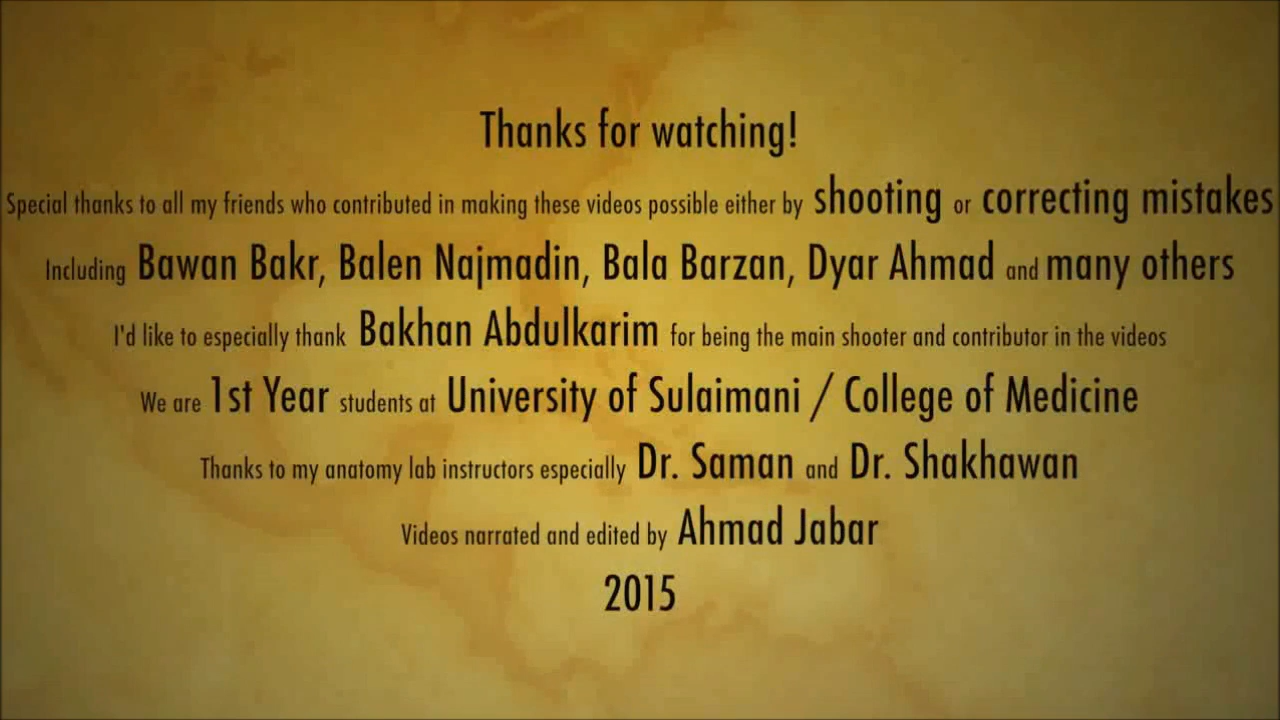 Thanks for watching!
Special thanks to all my friends who contributed in making these videos possible either by shooting or correcting mistakes
Including Bawan Bakr, Balen Najmadin, Bala Barzan, Dyar Ahmad and many others
I'd like to especially thank Bakhan Abdulkarim for being the main shooter and contributor in the videos
We are 1st Year students at University of Sulaimani / College of Medicine
Thanks to my anatomy lab instructors especially Dr. Saman and Dr. Shakhawan
Videos narrated and edited by Ahmad Jabar
2015